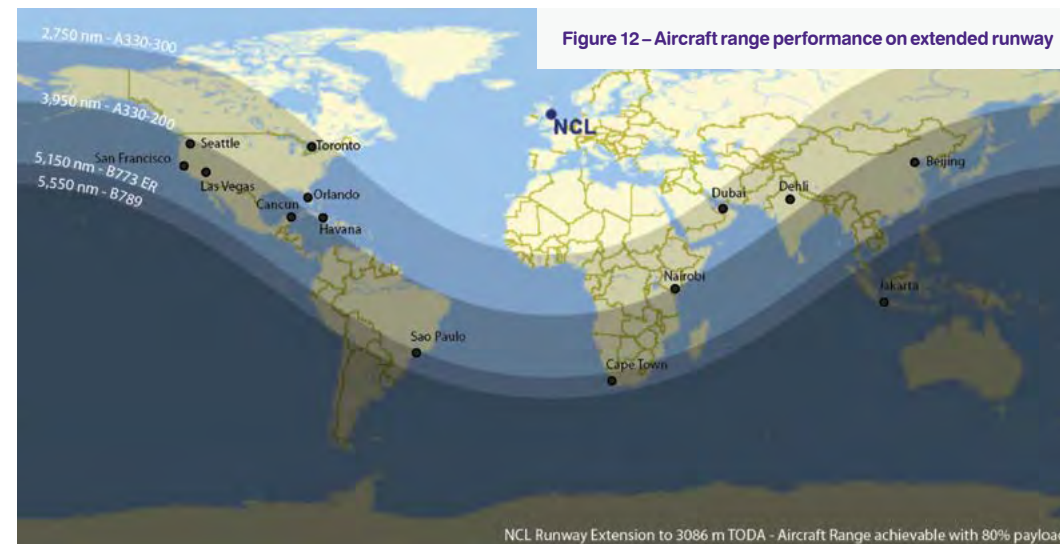 Figure 12 – Aircraft range performance on extended runway
2,750 nm - A330-300
3,950 nm - A330-200
5,150 nm - B773 ER
5,550 nm - B789
NCL
Seattle
Toronto
San Francisco
Las Vegas
Orlando
Cancun
Havana
Beijing
Dubai
Dehli
Nairobi
Jakarta
Sao Paulo
Cape Town
NCL Runway Extension to 3086 m TODA - Aircraft Range achievable with 80% payloa